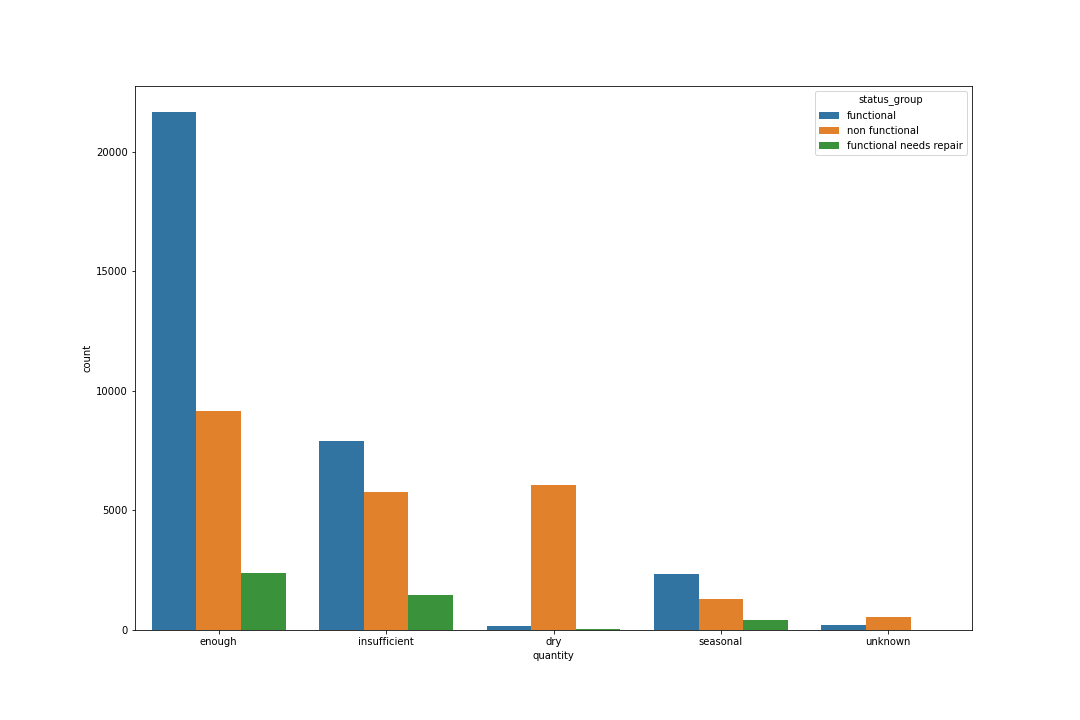 status_group
functional
non functional
functional needs repair
20000
15000
10000
5000
0
count
enough insufficient dry seasonal unknown
quantity